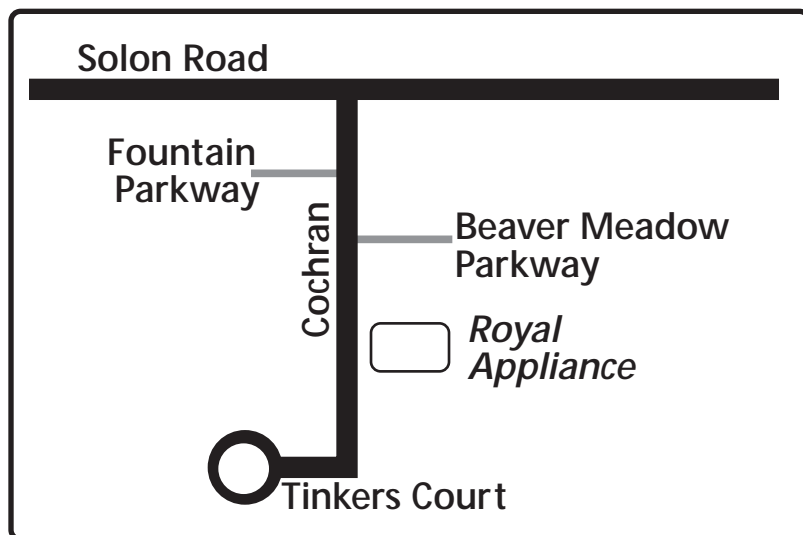 Solon Road
Fountain
Parkway
Cochran
Beaver Meadow
Parkway
Royal
Appliance
Tinkers Court